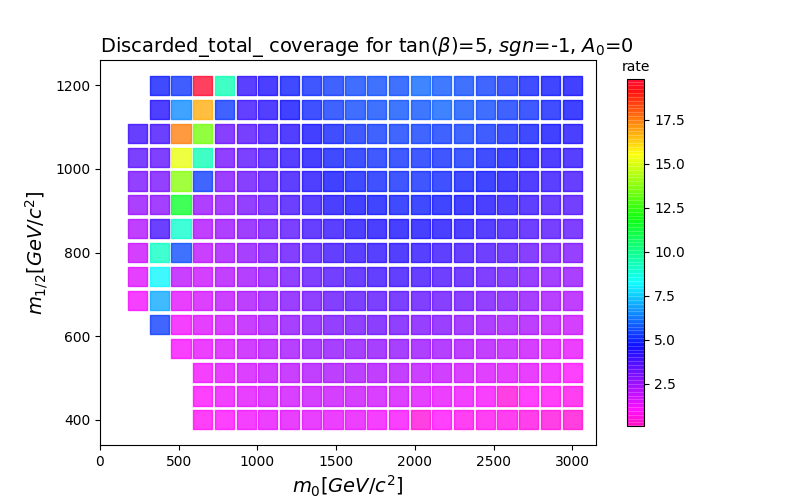 Discarded_total_ coverage for tan(β)=5, sgn=-1, A₀=0
rate
1200
1000
800
600
400
m₁/₂[GeV/c²]
17.5
15.0
12.5
10.0
7.5
5.0
2.5
0 500 1000 1500 2000 2500 3000
m₀[GeV/c²]